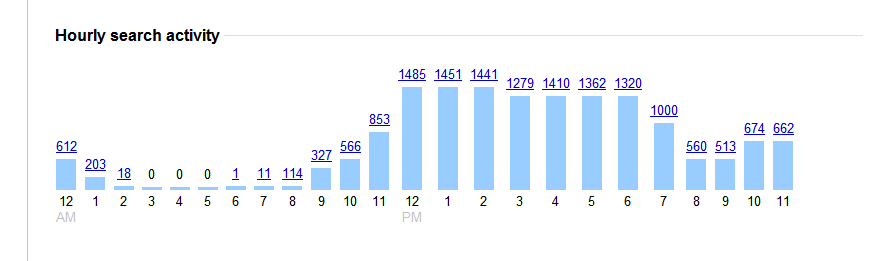 Hourly search activity
612 203 18 0 0 0 1 11 114 327 566 853 1485 1451 1441 1279 1410 1362 1320 1000 560 513 674 662
12 1 2 3 4 5 6 7 8 9 10 11 12 1 2 3 4 5 6 7 8 9 10 11
AM PM